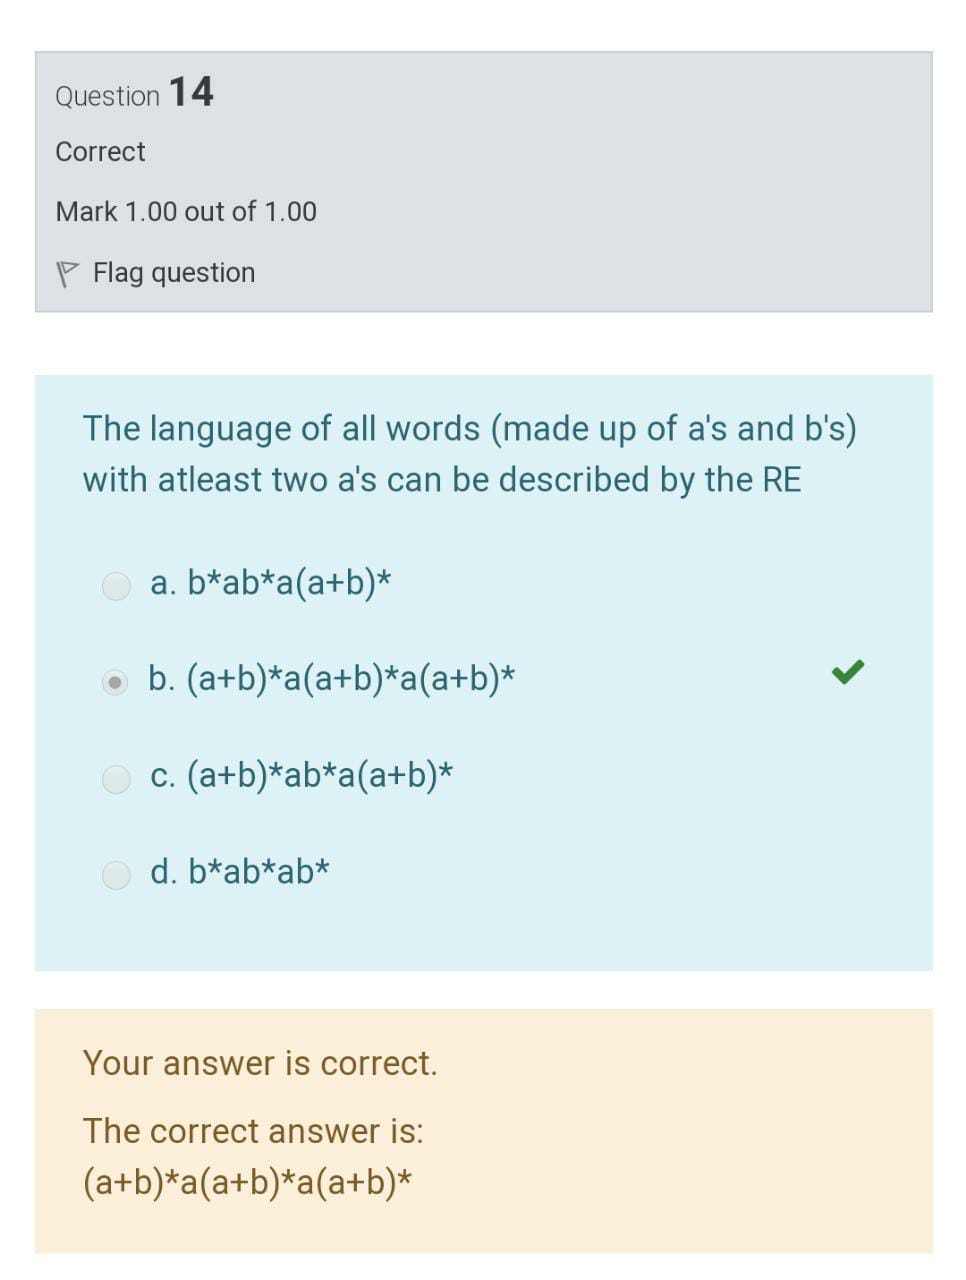 Question 14
Correct
Mark 1.00 out of 1.00
Flag question
The language of all words (made up of a's and b's)
with atleast two a's can be described by the RE
a. b*ab*a(a+b)*
b. (a+b)*a(a+b)*a(a+b)*
c. (a+b)*ab*a(a+b)*
d. b*ab*ab*
Your answer is correct.
The correct answer is:
(a+b)*a(a+b)*a(a+b)*